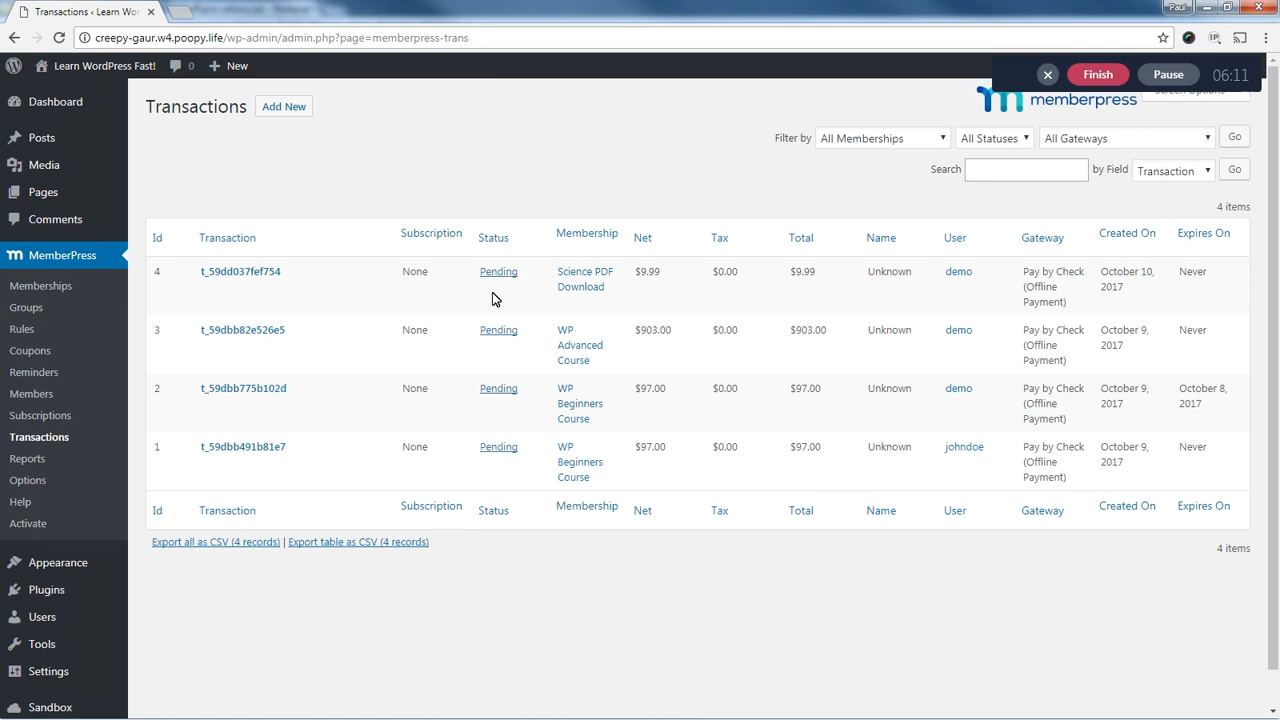 Transactions ‹ Learn Wor
Paul
creepy-gaur.w4.poopy.life/wp-admin/admin.php?page=memberpress-trans
Learn WordPress Fast! 0 New
Finish Pause 06:11
Dashboard
Posts
Media
Pages
Comments
MemberPress
Memberships
Groups
Rules
Coupons
Reminders
Members
Subscriptions
Transactions
Reports
Options
Help
Activate
Appearance
Plugins
Users
Tools
Settings
Sandbox
Transactions Add New
memberpress
Screen Options
Filter by All Memberships All Statuses All Gateways Go
Search by Field Transaction Go
4 items
Id Transaction Subscription Status Membership Net Tax Total Name User Gateway Created On Expires On
4 t_59dd037fef754 None Pending Science PDF $9.99 $0.00 $9.99 Unknown demo Pay by Check October 10, Never
Download (Offline 2017
Payment)
3 t_59dbb82e526e5 None Pending WP $903.00 $0.00 $903.00 Unknown demo Pay by Check October 9, Never
Advanced (Offline 2017
Course Payment)
2 t_59dbb775b102d None Pending WP $97.00 $0.00 $97.00 Unknown demo Pay by Check October 9, October 8,
Beginners (Offline 2017 2017
Course Payment)
1 t_59dbb491b81e7 None Pending WP $97.00 $0.00 $97.00 Unknown johndoe Pay by Check October 9, Never
Beginners (Offline 2017
Course Payment)
Id Transaction Subscription Status Membership Net Tax Total Name User Gateway Created On Expires On
Export all as CSV (4 records) | Export table as CSV (4 records)
4 items